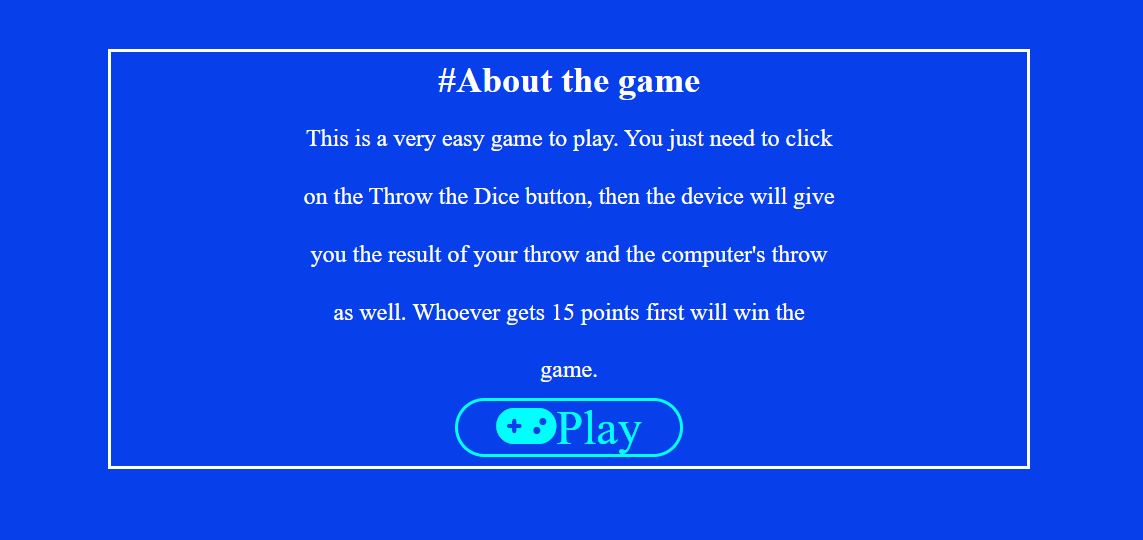 #About the game
This is a very easy game to play. You just need to click
on the Throw the Dice button, then the device will give
you the result of your throw and the computer's throw
as well. Whoever gets 15 points first will win the
game.
Play